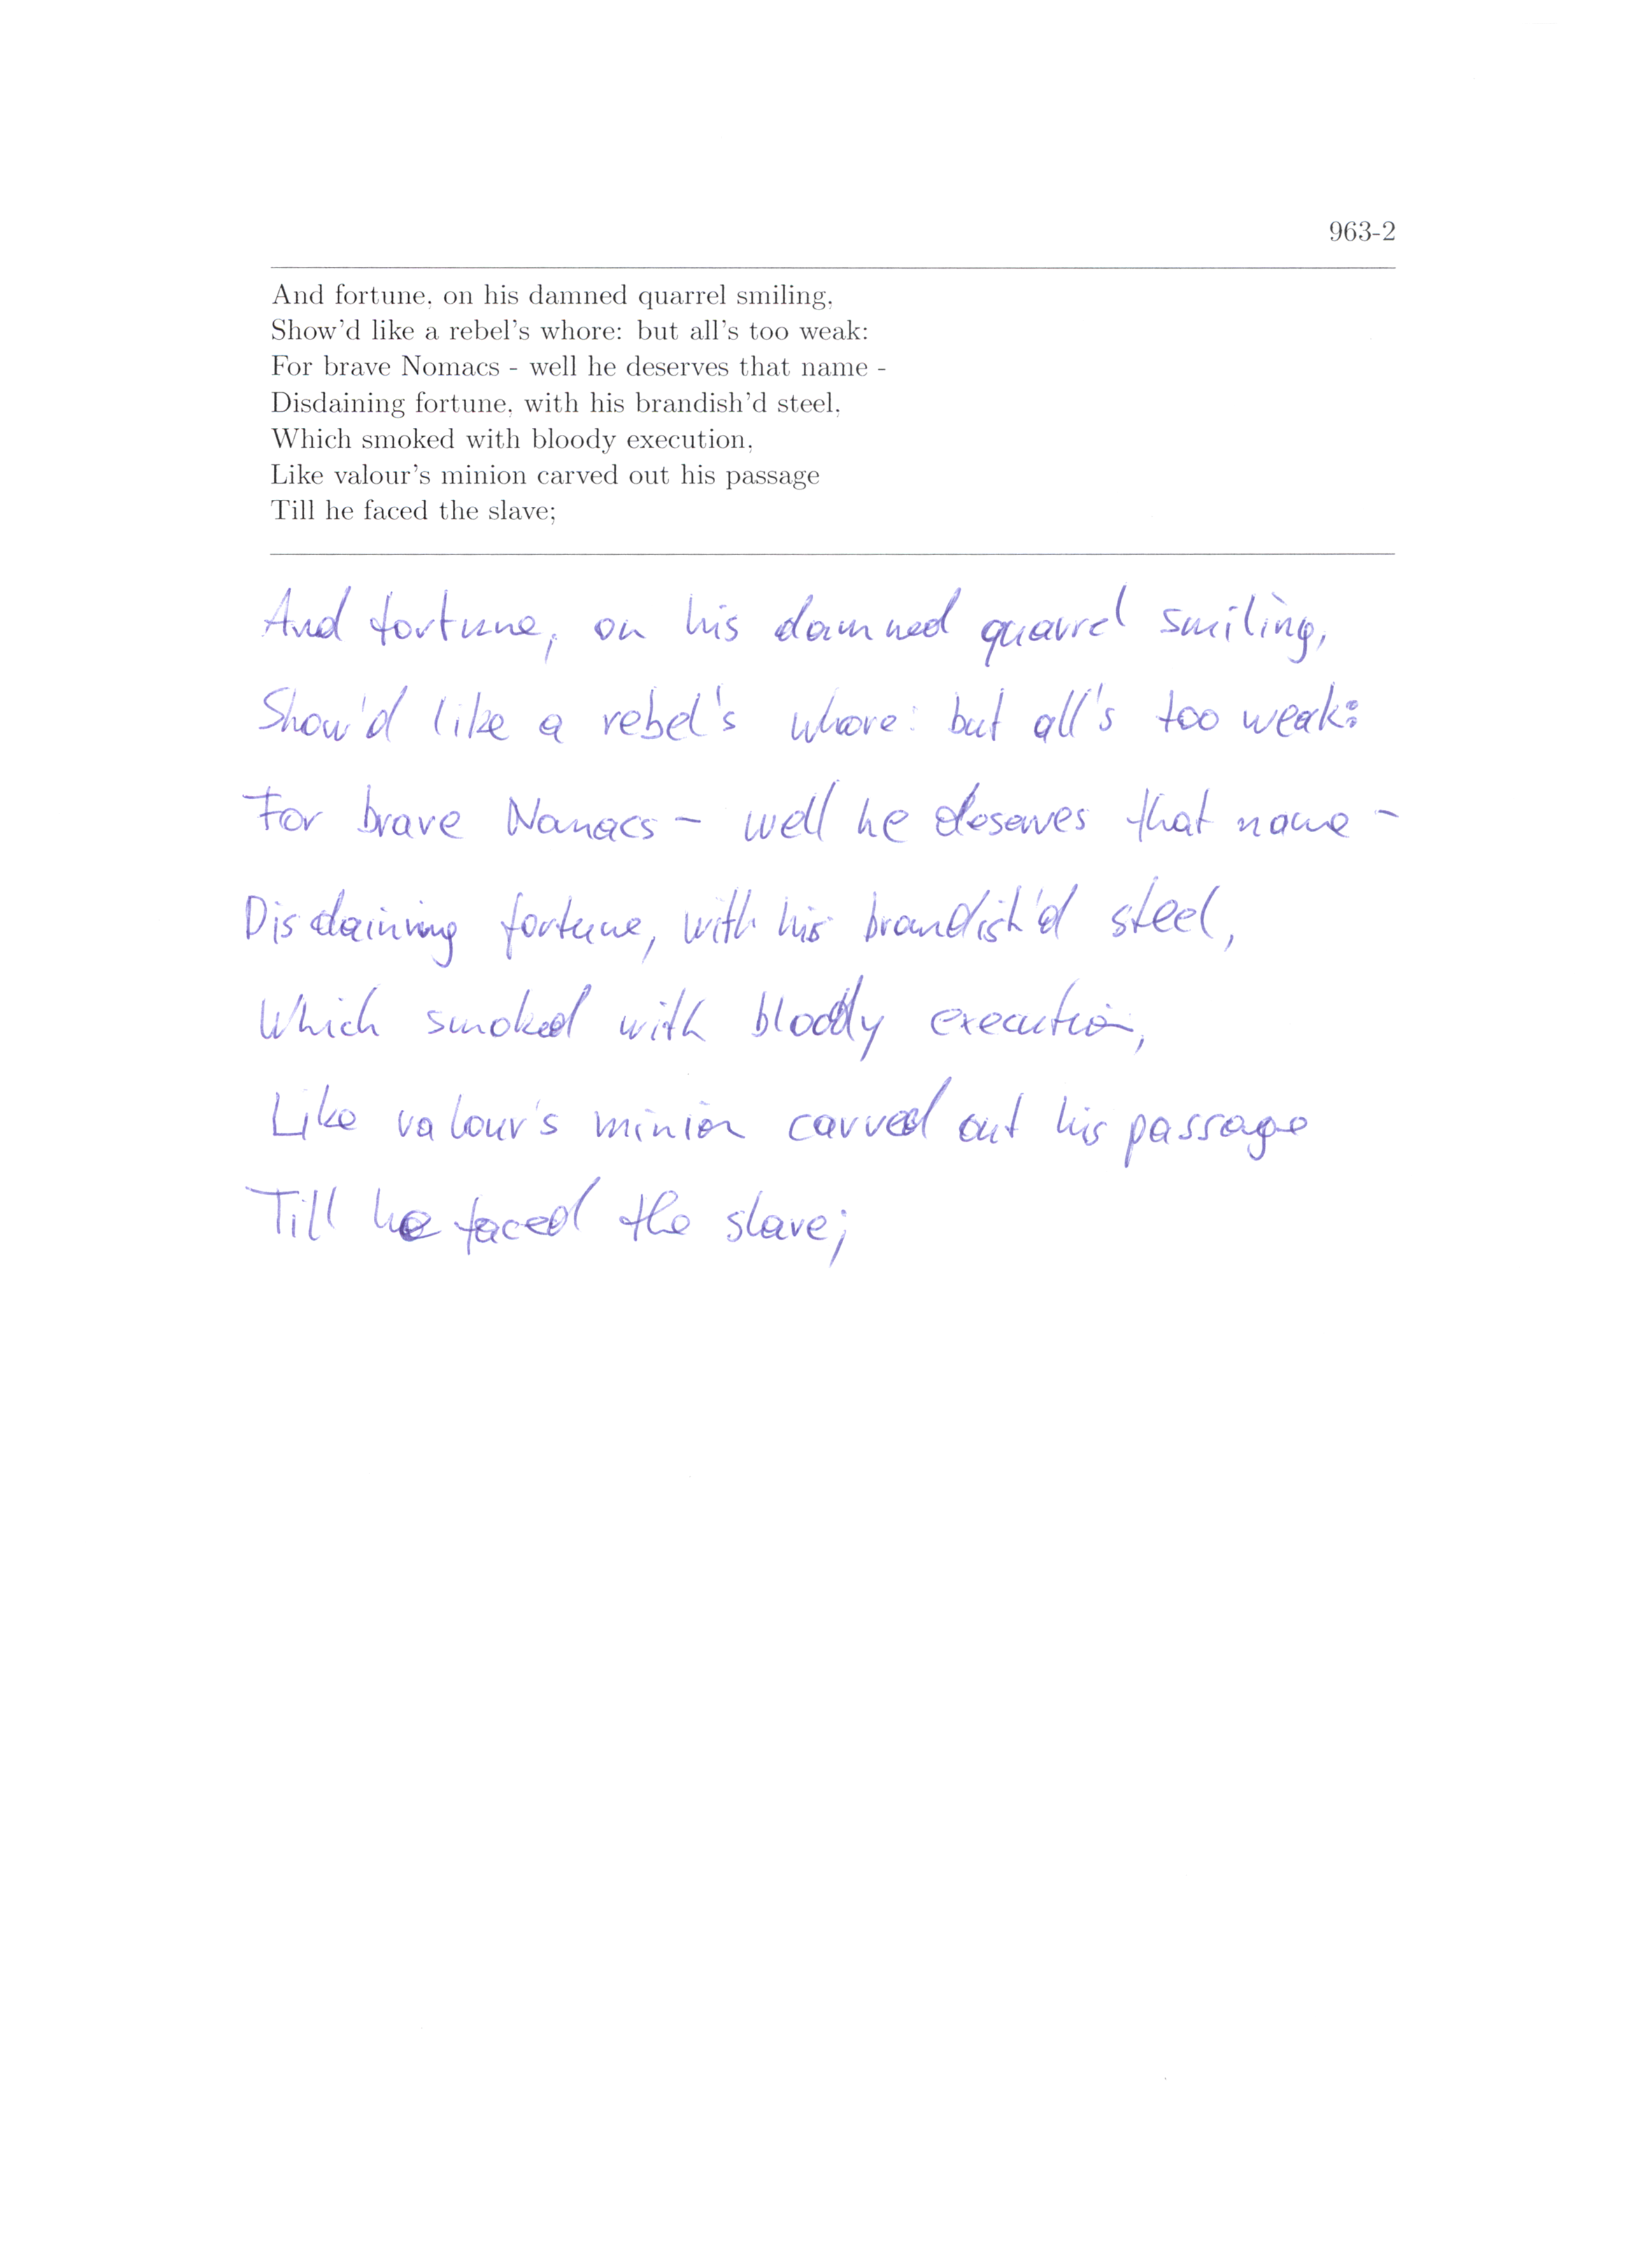 963-2
And fortune, on his damned quarrel smiling,
Show'd like a rebel's whore: but all's too weak:
For brave Nomacs - well he deserves that name -
Disdaining fortune, with his brandish'd steel,
Which smoked with bloody execution,
Like valour's minion carved out his passage
Till he faced the slave;
And fortune, on his damned quarrel smiling,
Show'd like a rebel's whore: but all's too weak:
For brave Nomacs - well he deserves that name -
Disdaining fortune, with his brandish'd steel,
Which smoked with bloody execution,
Like valour's minion carved out his passage
Till he faced the slave;